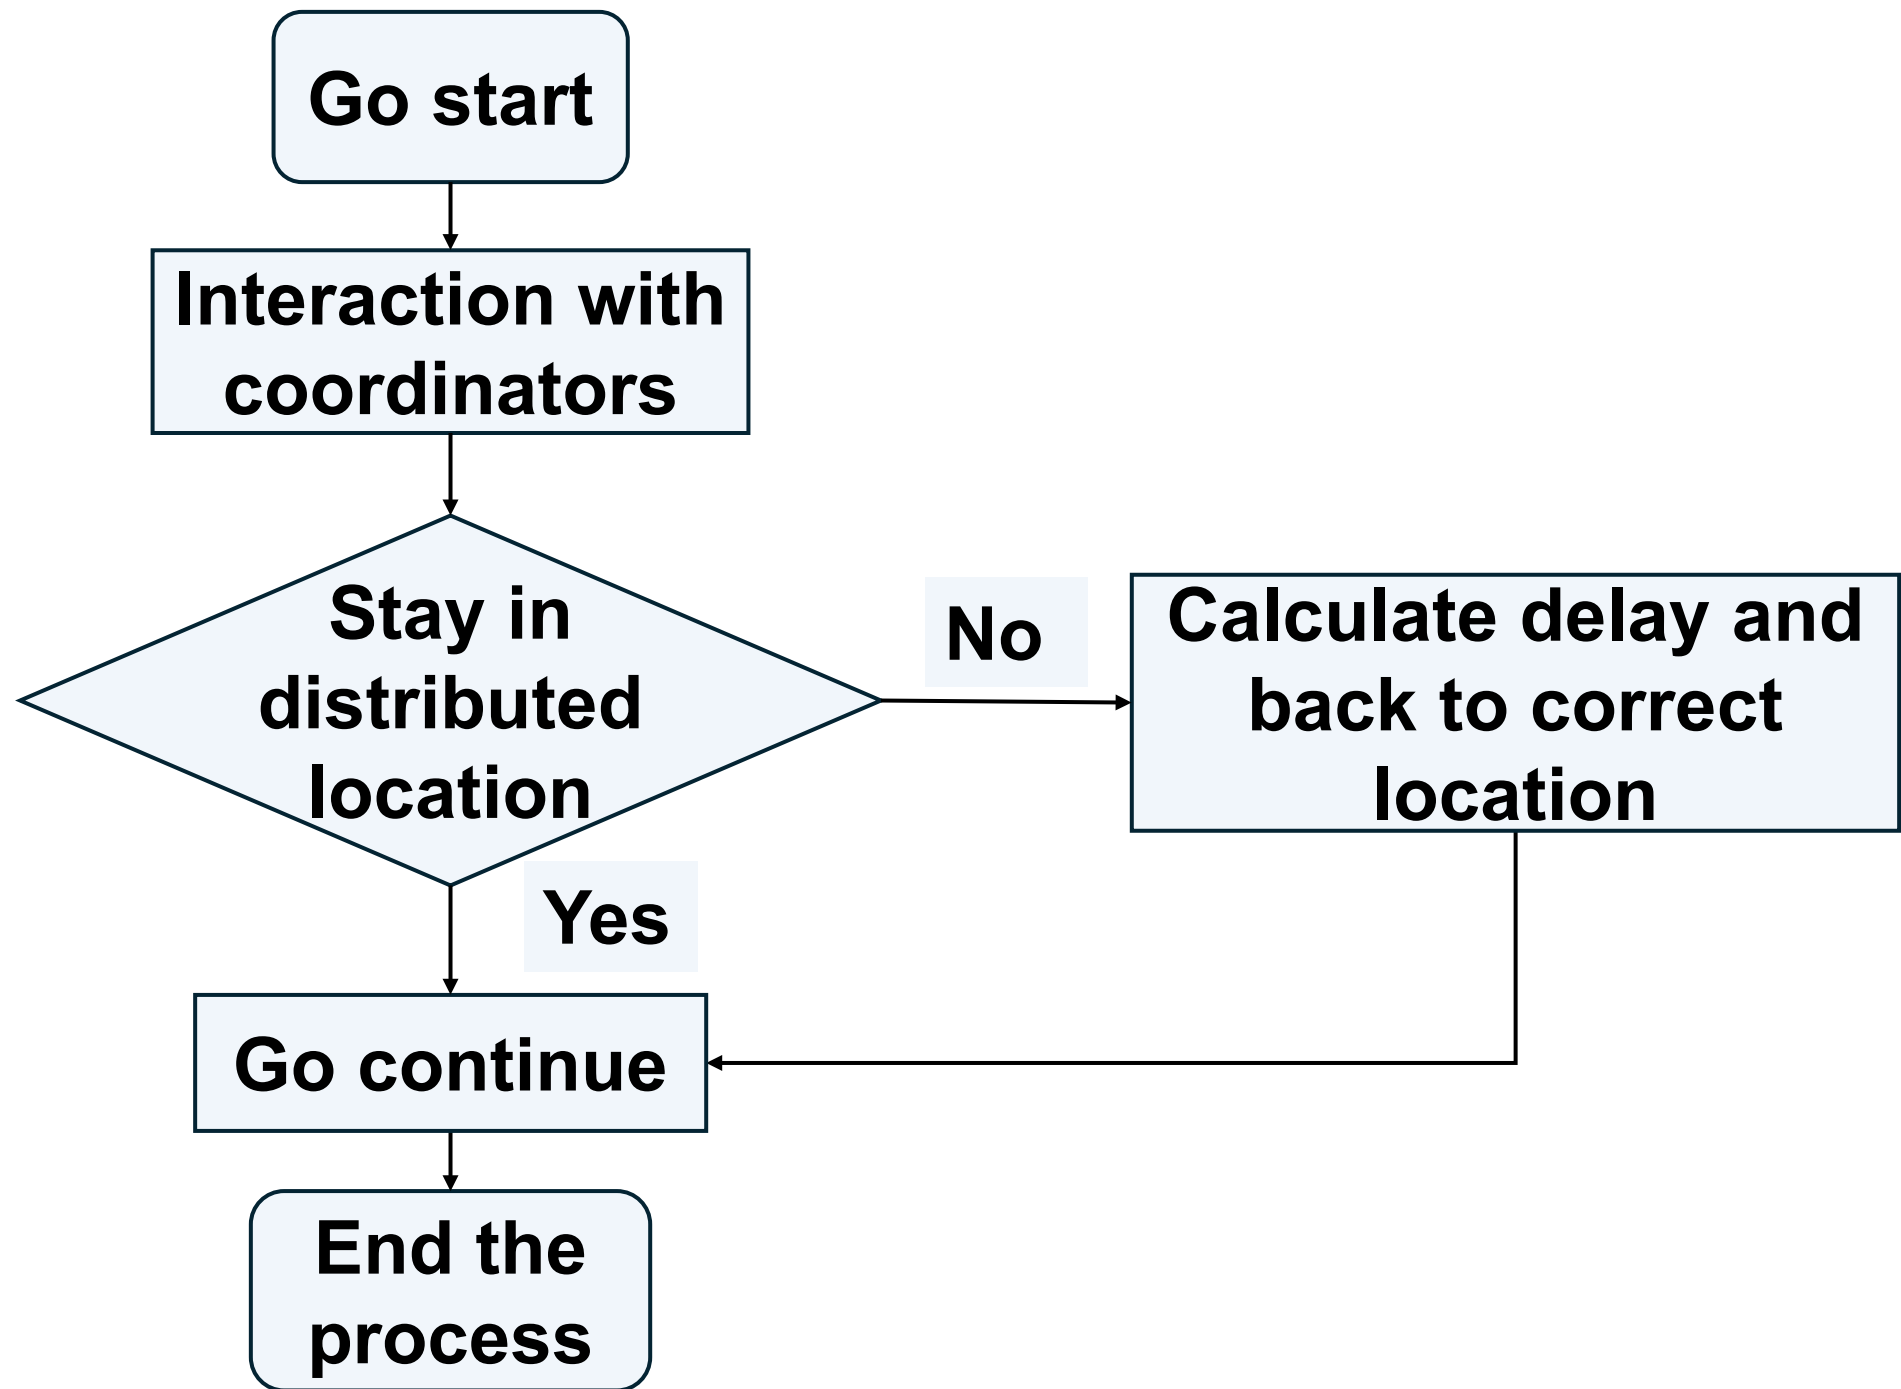 Go start
Interaction with
coordinators
Stay in
distributed
location
No
Calculate delay and
back to correct
location
Yes
Go continue
End the
process